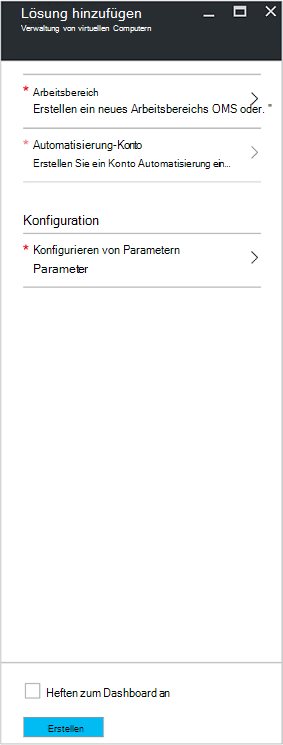 Lösung hinzufügen
Verwaltung von virtuellen Computern
* Arbeitsbereich
Erstellen ein neues Arbeitsbereichs OMS oder. "
* Automatisierung-Konto
Erstellen Sie ein Konto Automatisierung ein...
Konfiguration
* Konfigurieren von Parametern
Parameter
Heften zum Dashboard an
Erstellen